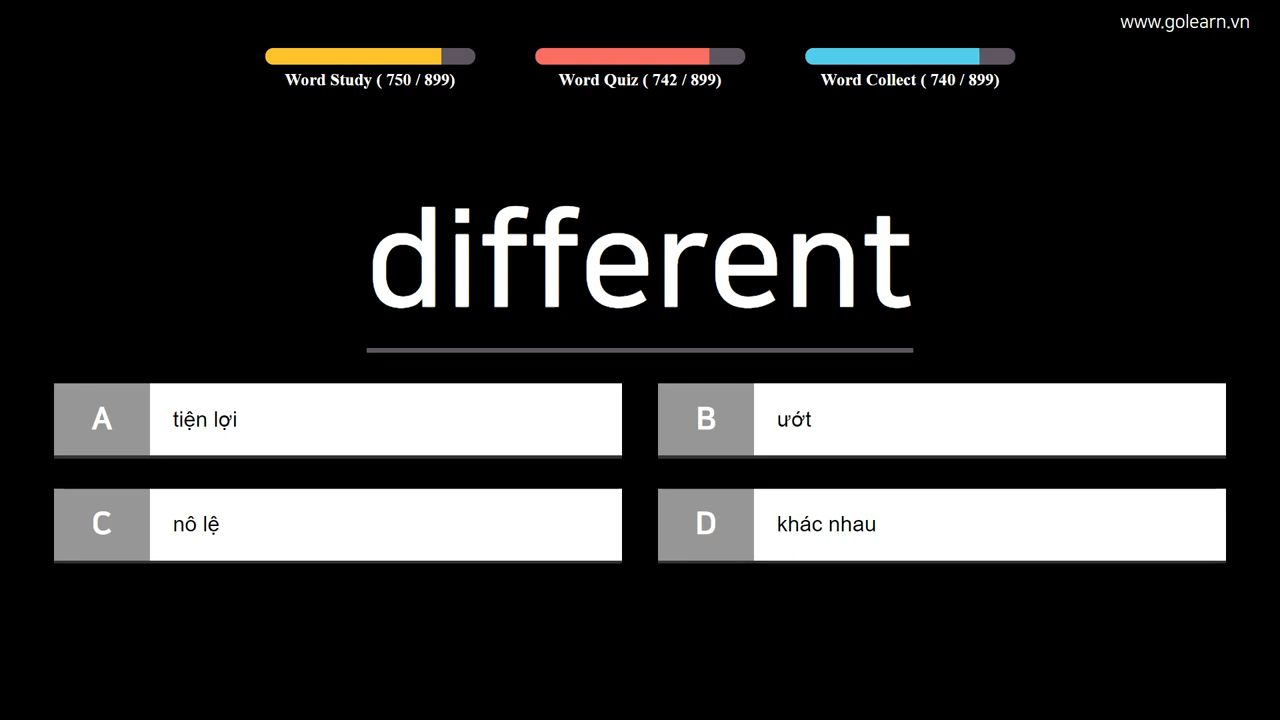 www.golearn.vn
Word Study ( 750 / 899)
Word Quiz ( 742 / 899)
Word Collect ( 740 / 899)
different
A tiện lợi
B ướt
C nô lệ
D khác nhau